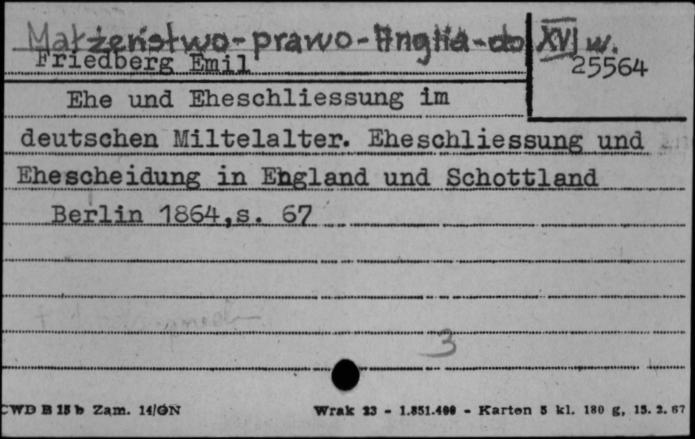 Małżeństwo-prawo-Anglia-do XVI w.
Friedberg Emil
25564
Ehe und Eheschliessung im
deutschen Miltelalter. Eheschliessung und
Ehescheidung in England und Schottland
Berlin 1864,s. 67
3
CWD B 15 b Zam. 14/ON Wrak 23 - 1.851.400 - Karton 5 kl. 180 g, 15. 2. 67